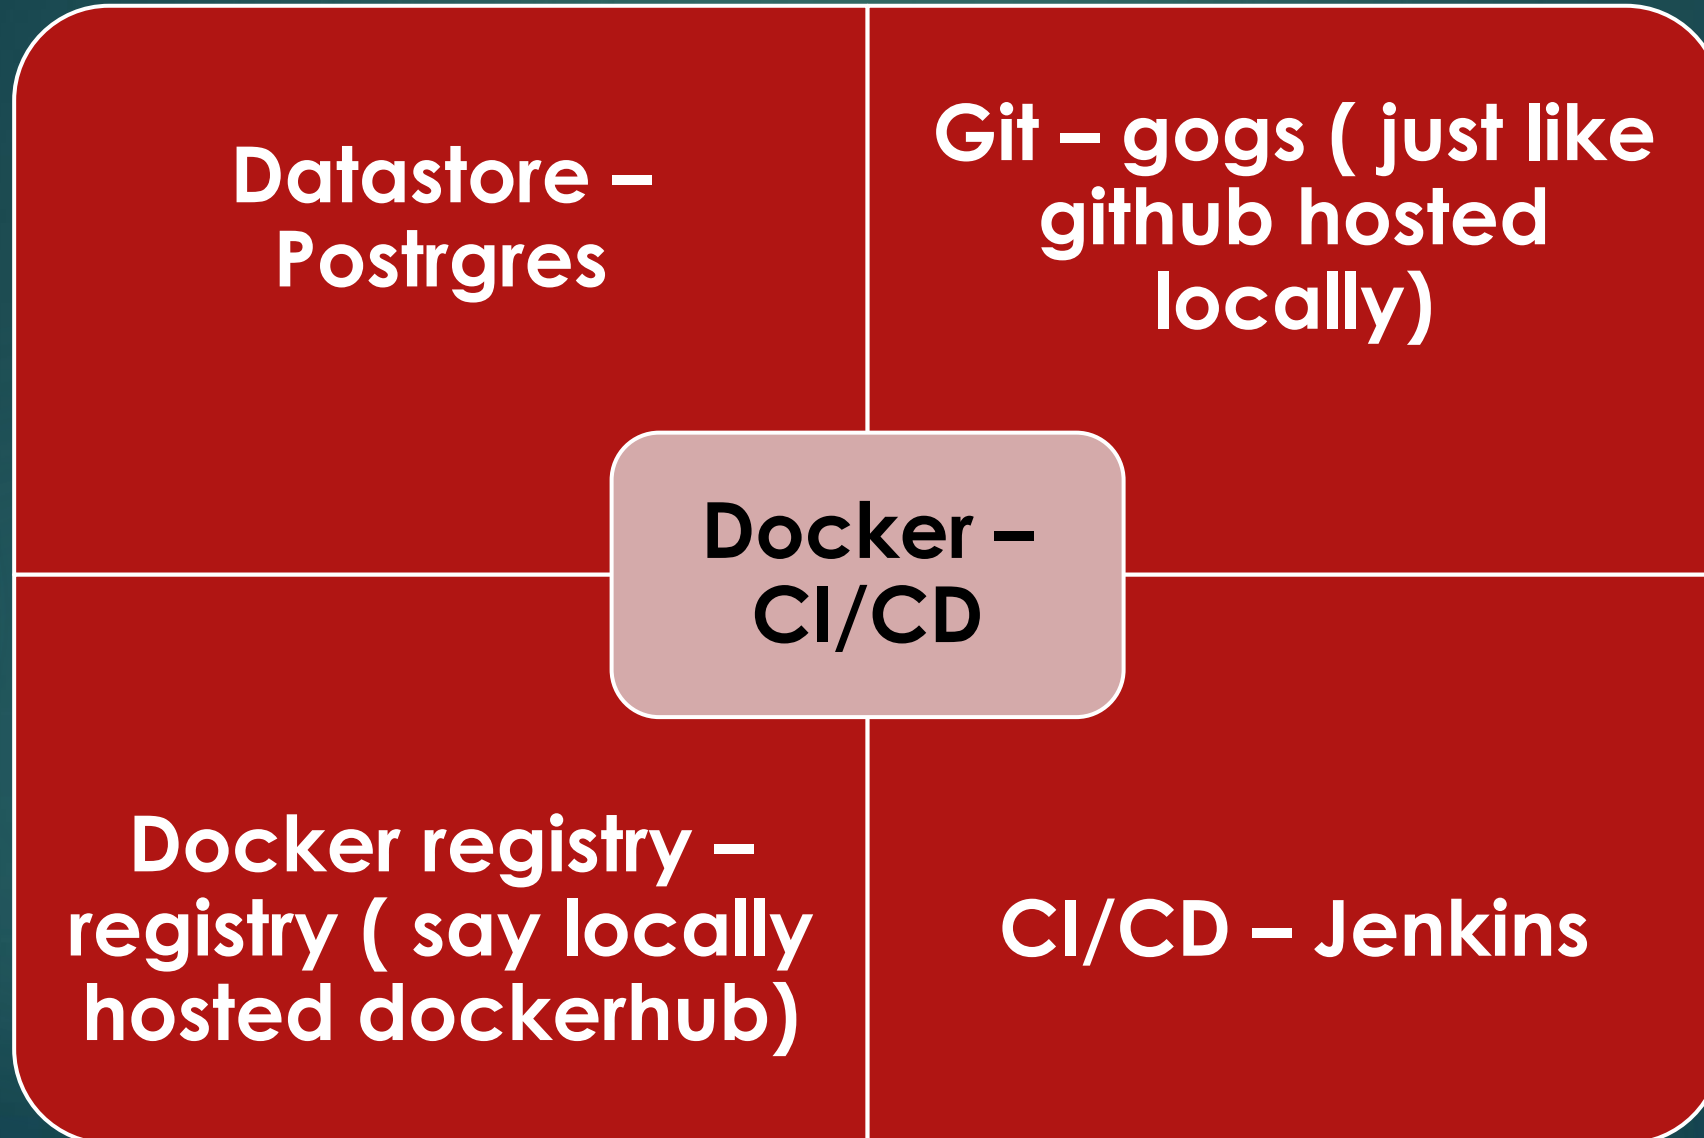 Datastore –
Postrgres
Git – gogs ( just like
github hosted
locally)
Docker –
CI/CD
Docker registry –
registry ( say locally
hosted dockerhub)
CI/CD – Jenkins